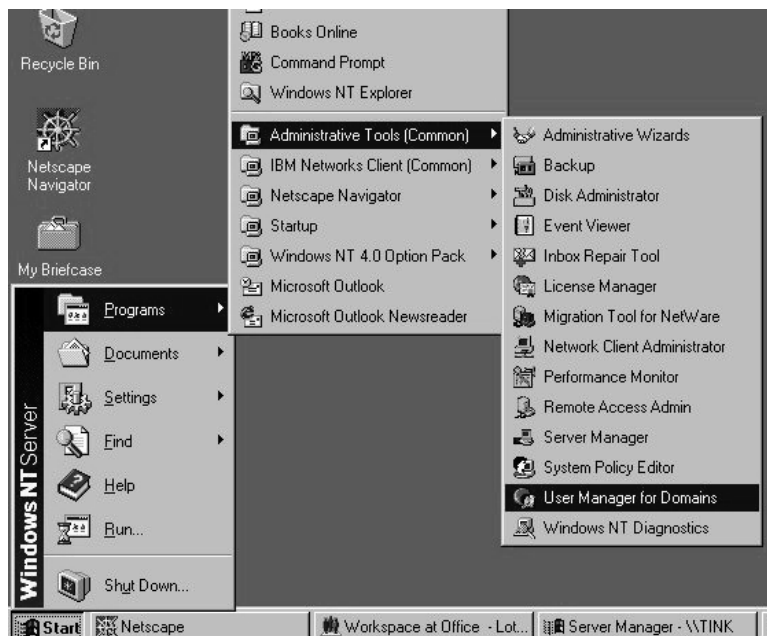 Recycle Bin
Netscape
Navigator
My Briefcase
Books Online
Command Prompt
Windows NT Explorer
Administrative Tools (Common)
IBM Networks Client (Common)
Netscape Navigator
Startup
Windows NT 4.0 Option Pack
Microsoft Outlook
Microsoft Outlook Newsreader
Administrative Wizards
Backup
Disk Administrator
Event Viewer
Inbox Repair Tool
License Manager
Migration Tool for NetWare
Network Client Administrator
Performance Monitor
Remote Access Admin
Server Manager
System Policy Editor
User Manager for Domains
Windows NT Diagnostics
Programs
Documents
Settings
Find
Help
Run...
Shut Down...
Windows NT Server
Start
Netscape
Workspace at Office - Lot...
Server Manager - \\TINK